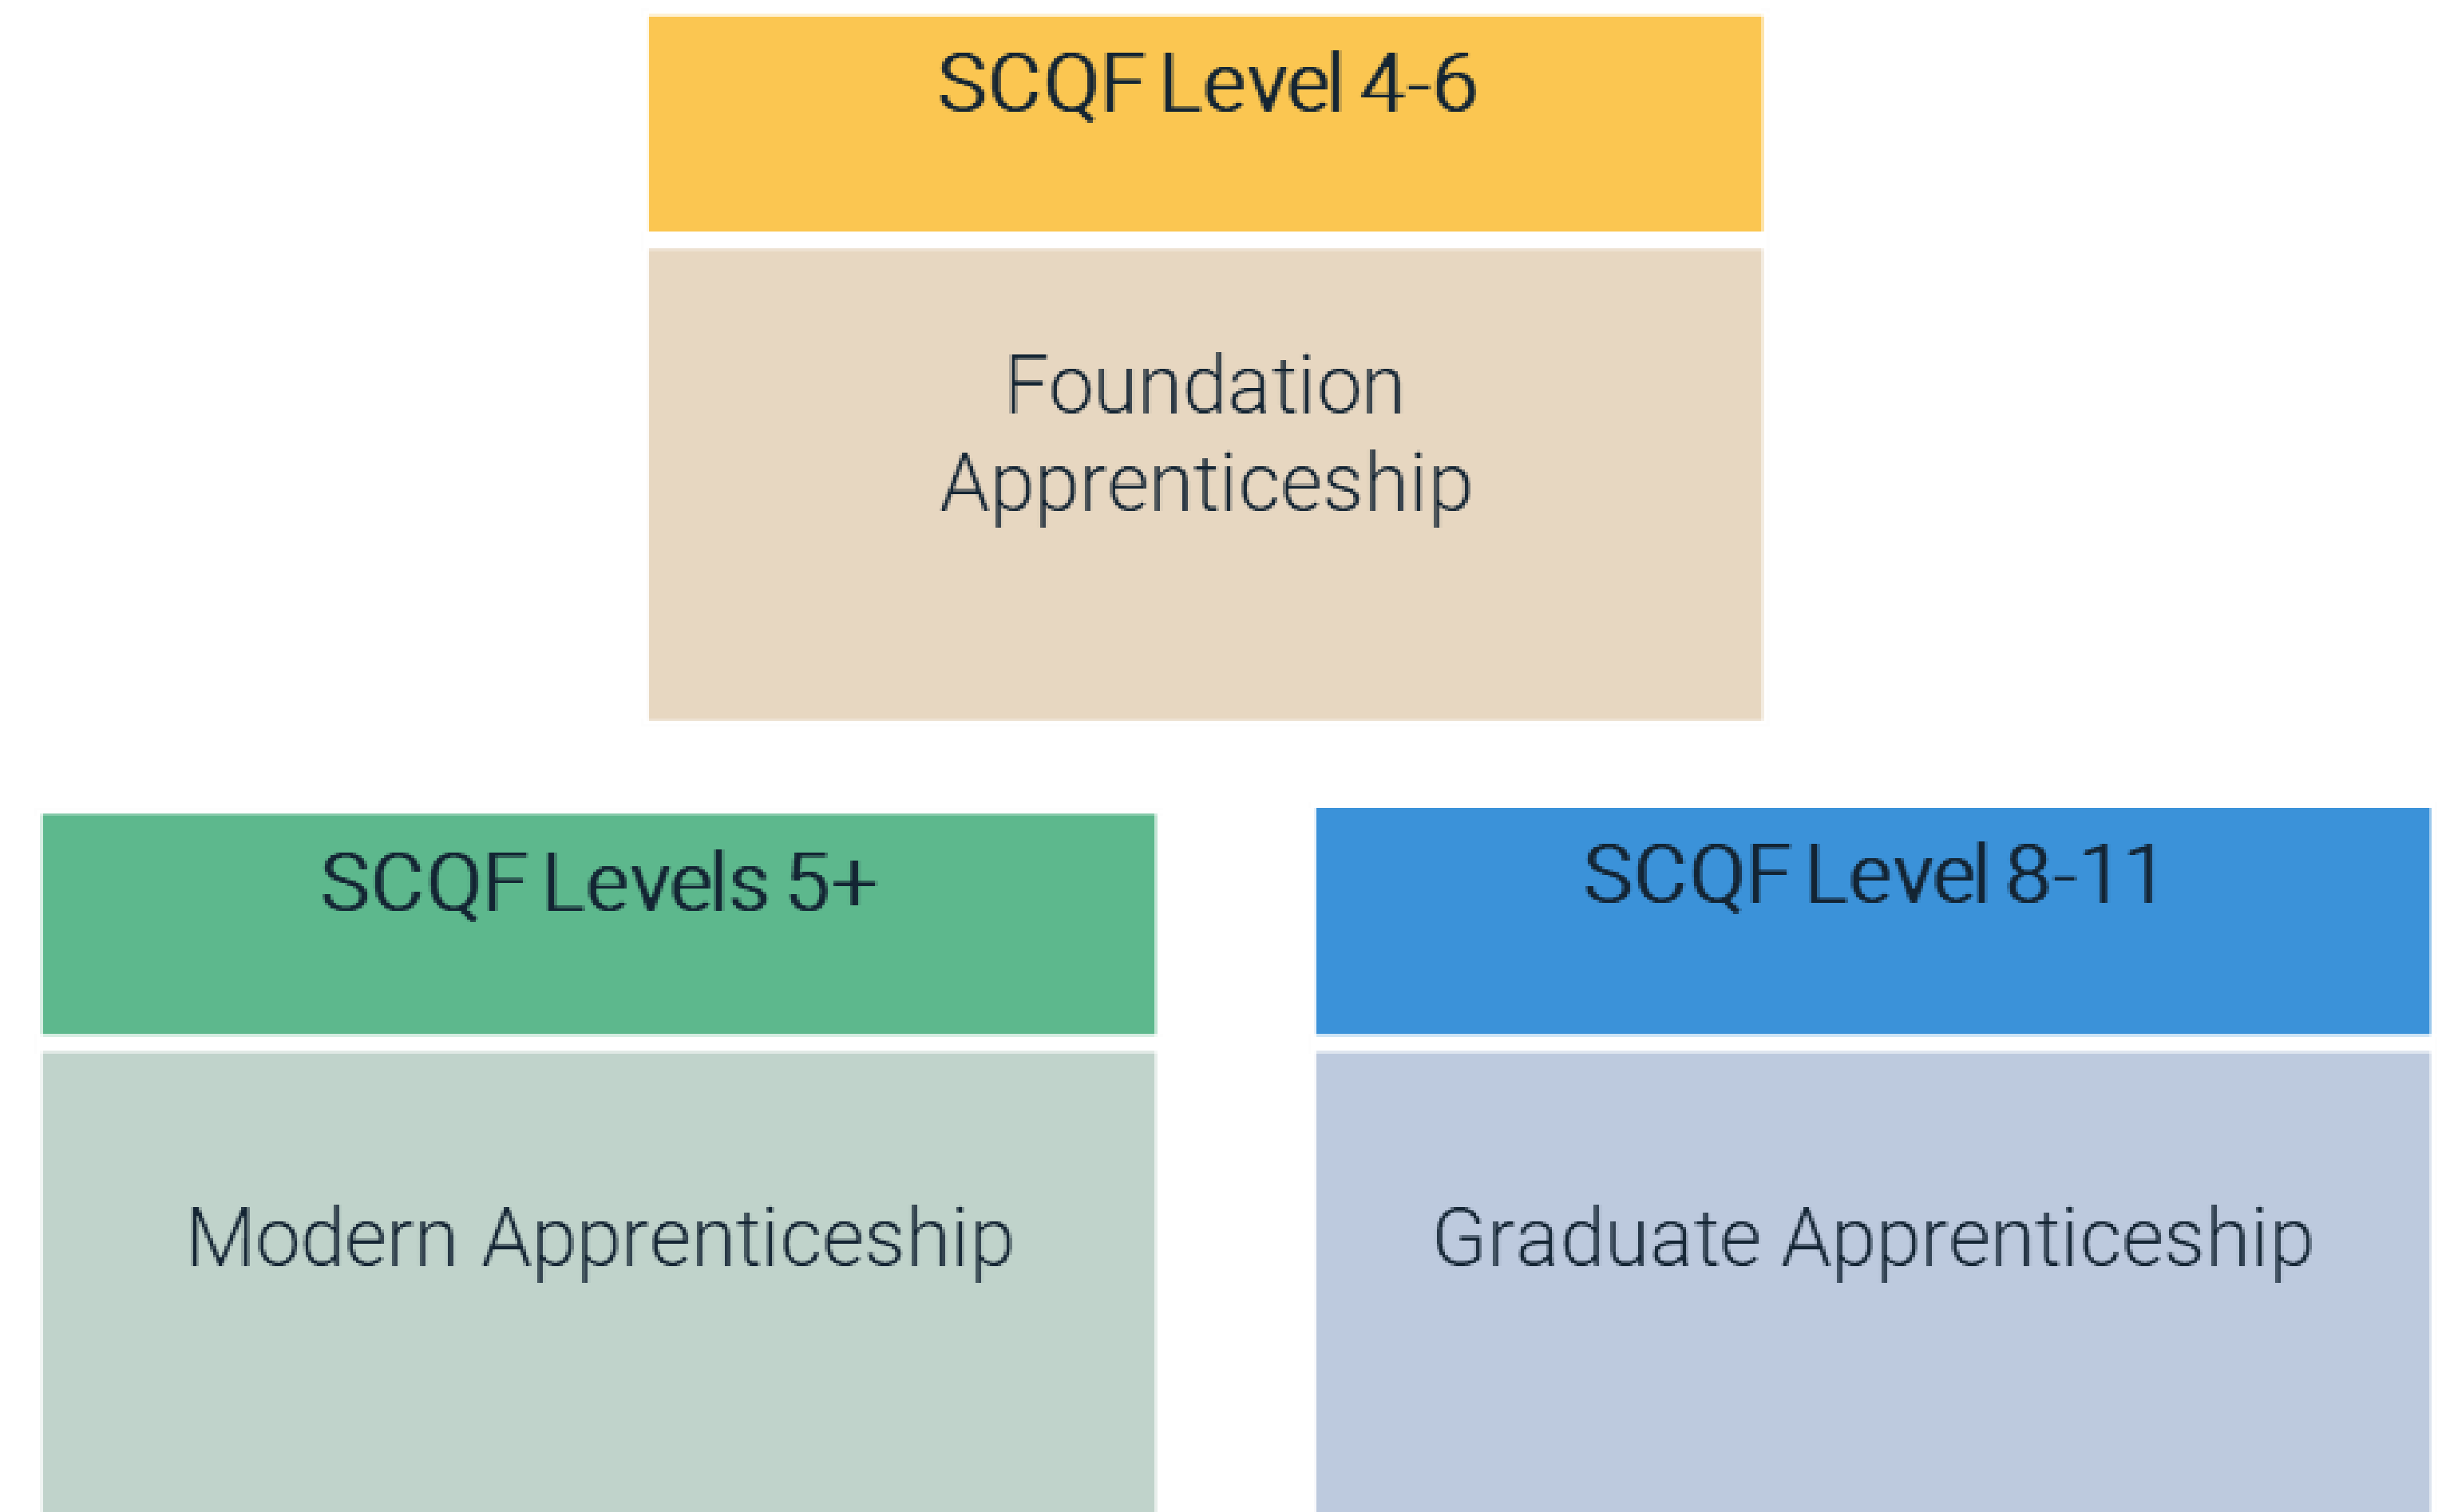 SCQF Level 4-6
Foundation
Apprenticeship
SCQF Levels 5+
Modern Apprenticeship
SCQF Level 8-11
Graduate Apprenticeship